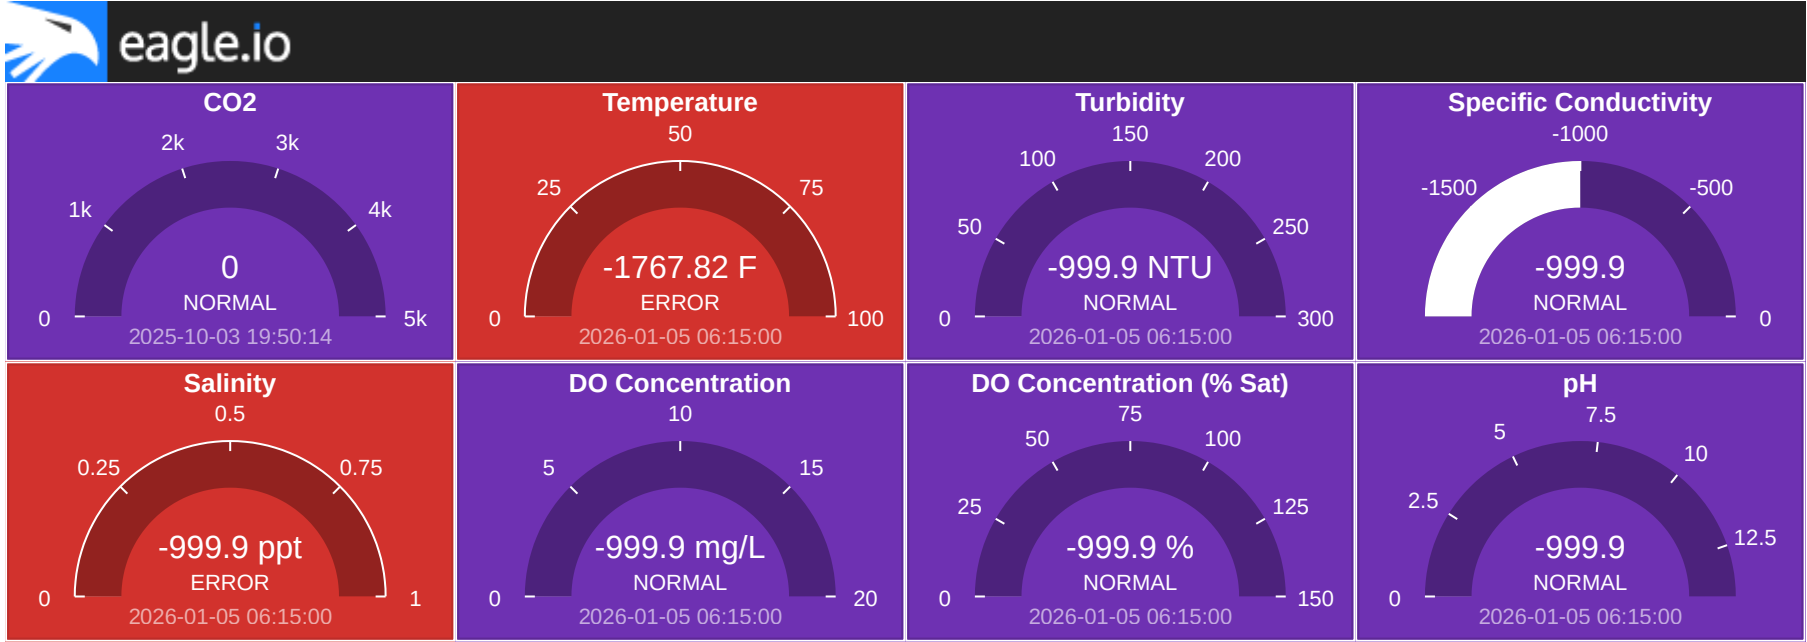 eagle.io
CO2
2k
3k
1k
4k
0
NORMAL
0
5k
2025-10-03 19:50:14
Temperature
50
25
75
-1767.82 F
ERROR
0
100
2026-01-05 06:15:00
Turbidity
150
100
200
50
250
-999.9 NTU
NORMAL
0
300
2026-01-05 06:15:00
Specific Conductivity
-1000
-1500
-500
-999.9
NORMAL
0
2026-01-05 06:15:00
Salinity
0.5
0.25
0.75
-999.9 ppt
ERROR
0
1
2026-01-05 06:15:00
DO Concentration
10
5
15
-999.9 mg/L
NORMAL
0
20
2026-01-05 06:15:00
DO Concentration (% Sat)
75
50
100
25
125
-999.9 %
NORMAL
0
150
2026-01-05 06:15:00
pH
7.5
5
10
2.5
12.5
-999.9
NORMAL
0
2026-01-05 06:15:00